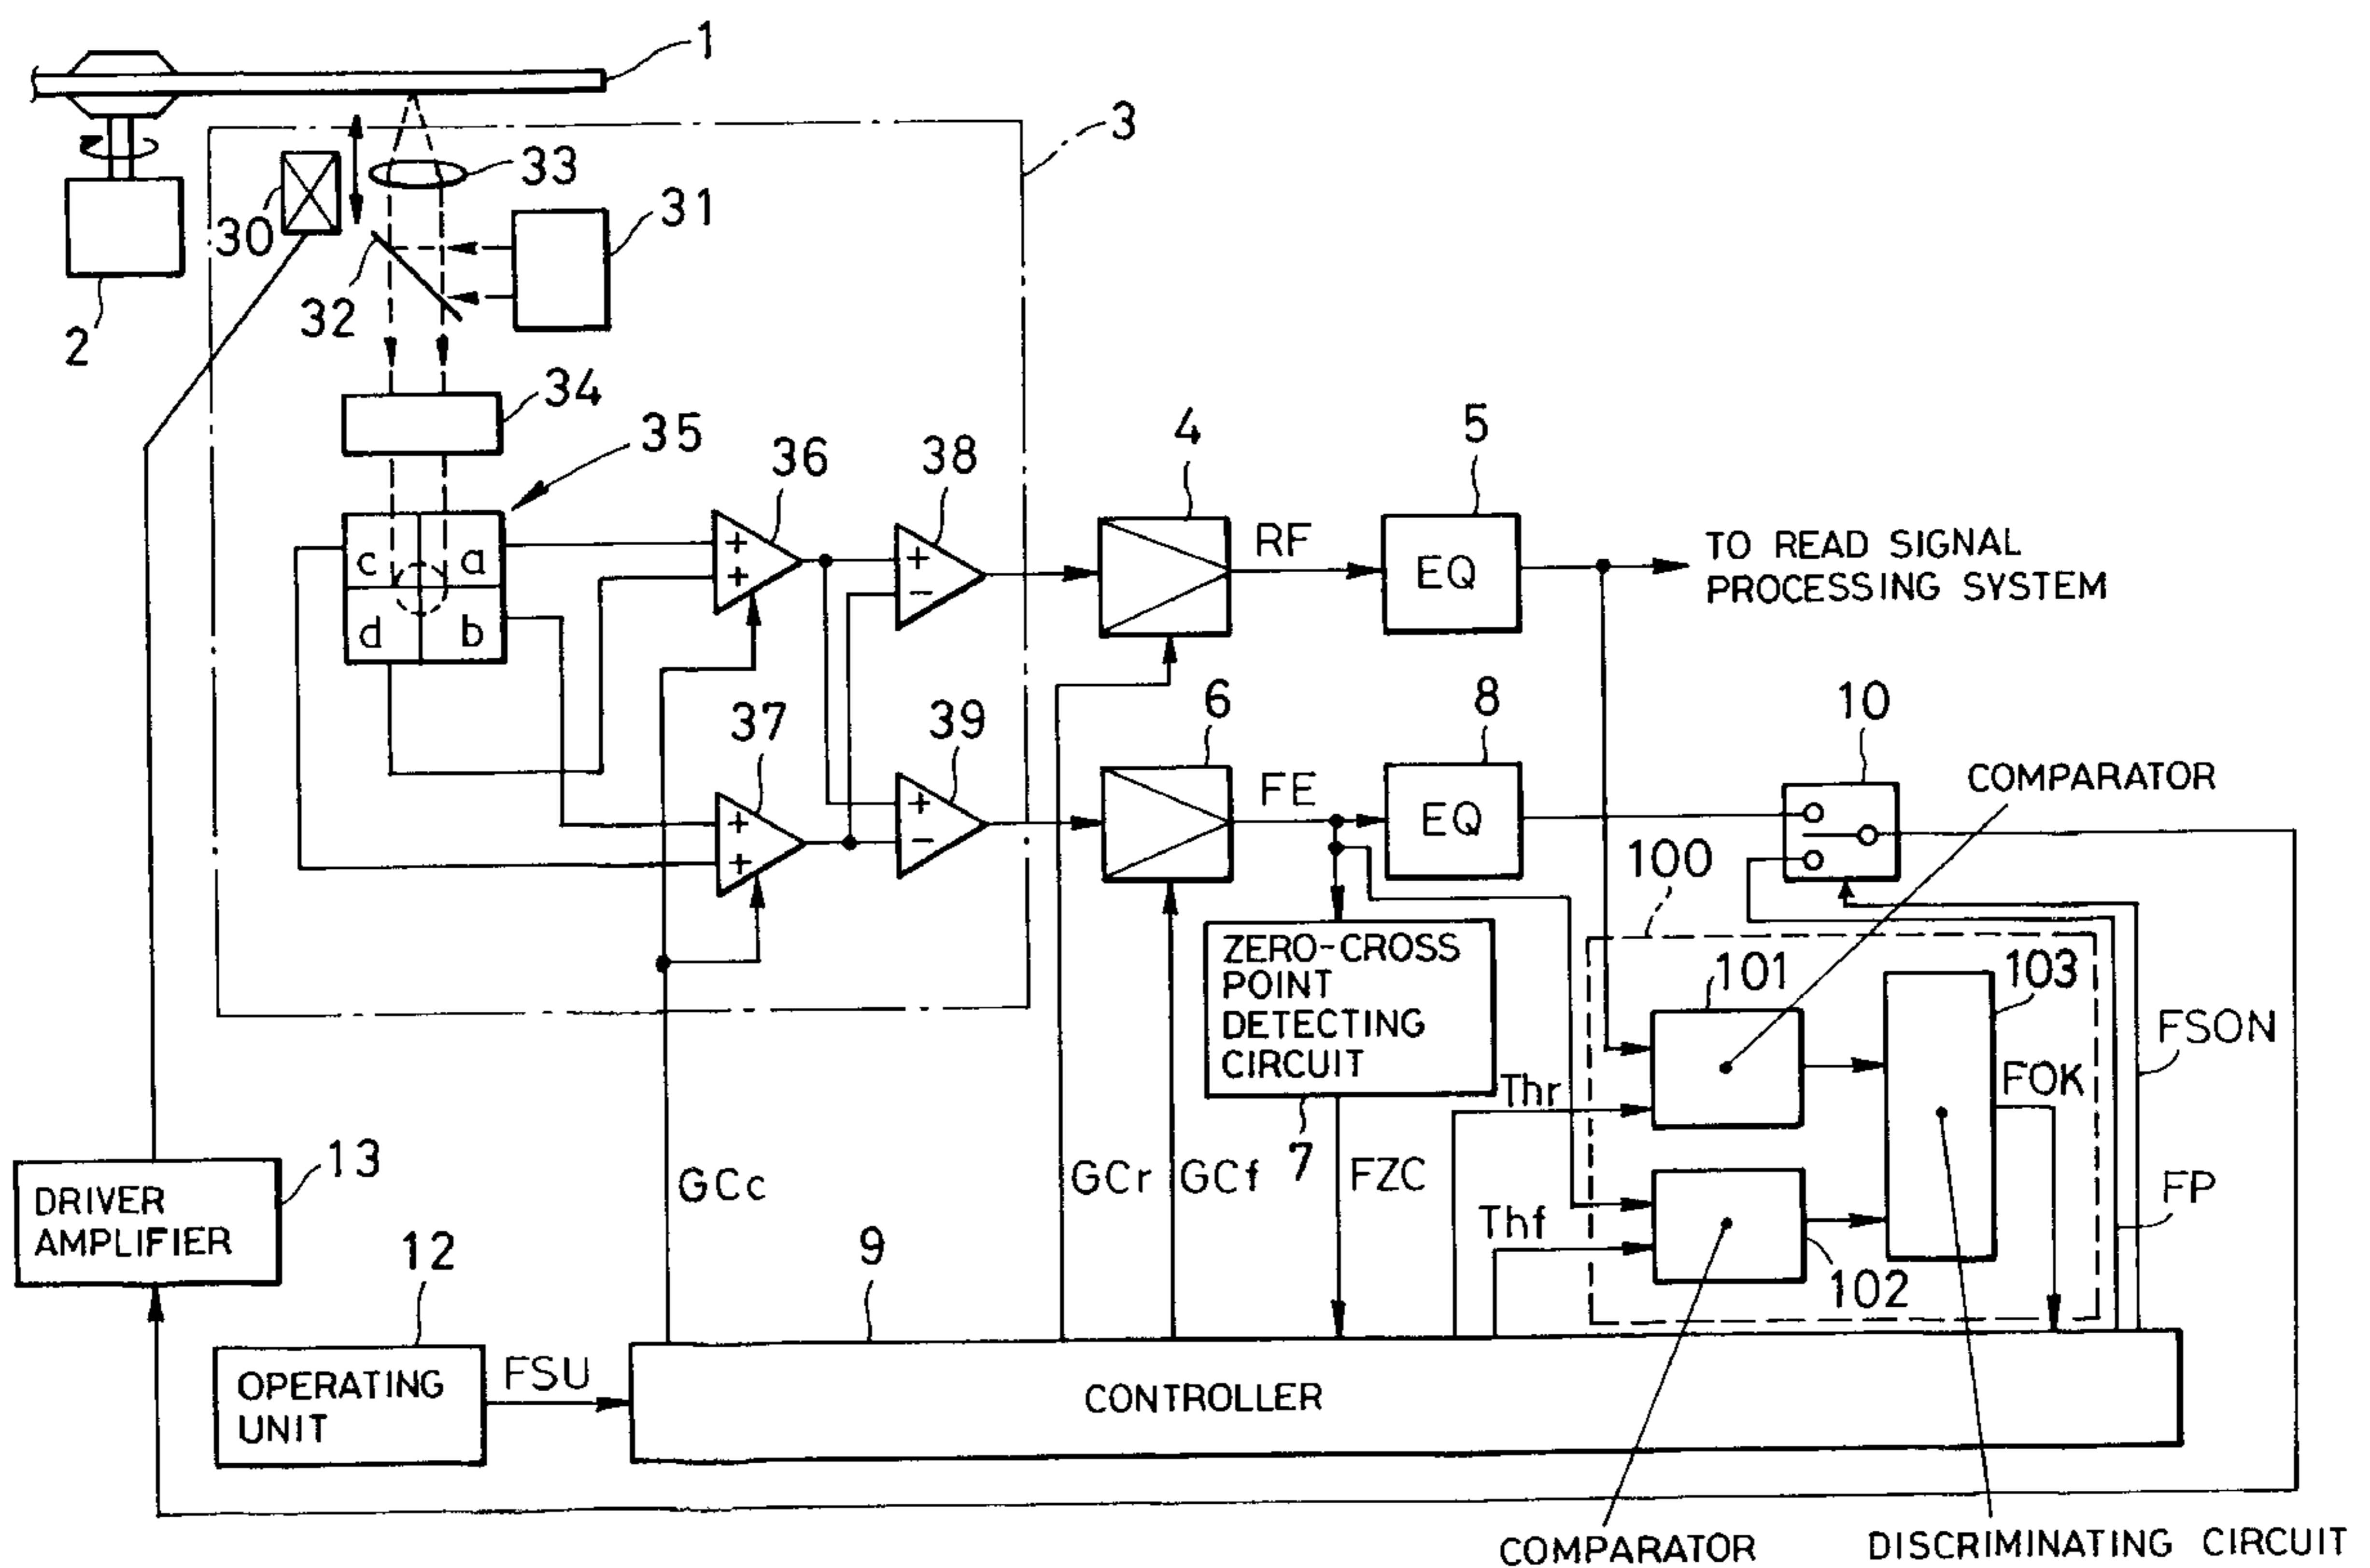 1
3
33
30
31
32
2
34
35
36
38
4
5
RF
EQ
TO READ SIGNAL
PROCESSING SYSTEM
c
a
d
b
+
+
+
−
37
39
6
8
10
COMPARATOR
FE
EQ
+
+
+
−
100
ZERO-CROSS
POINT
DETECTING
CIRCUIT
101
103
FSON
FOK
Thr
7
13
GCc
GCr
GCf
FZC
FP
DRIVER
AMPLIFIER
Thf
12
9
102
OPERATING
UNIT
FSU
CONTROLLER
COMPARATOR
DISCRIMINATING CIRCUIT